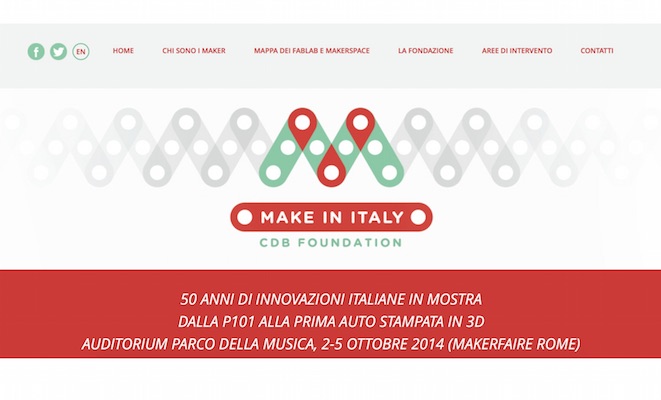 EN
HOME
CHI SONO I MAKER
MAPPA DEI FABLAB E MAKERSPACE
LA FONDAZIONE
AREE DI INTERVENTO
CONTATTI
MAKE IN ITALY
CDB FOUNDATION
50 ANNI DI INNOVAZIONI ITALIANE IN MOSTRA
DALLA P101 ALLA PRIMA AUTO STAMPATA IN 3D
AUDITORIUM PARCO DELLA MUSICA, 2-5 OTTOBRE 2014 (MAKERFAIRE ROME)